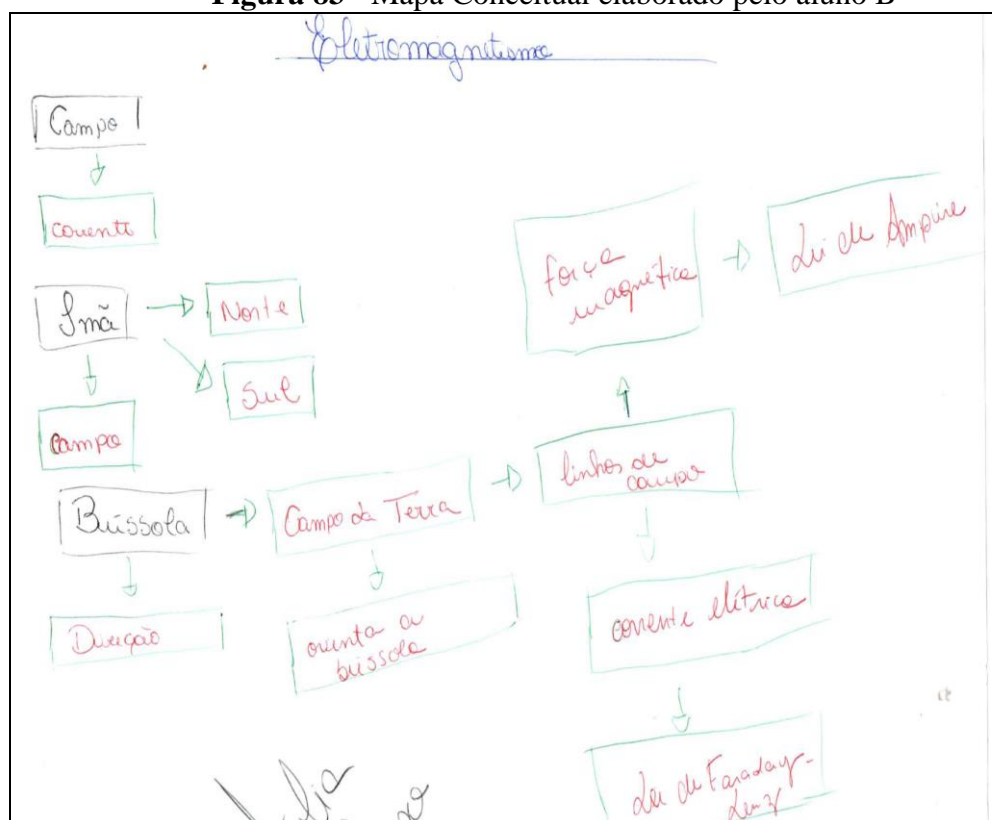 Figura 83 - Mapa Conceitual elaborado pelo aluno B
Eletromagnetismo
Campo
corrente
Imã
Norte
Sul
campo
Bússola
Direção
Campo da Terra
orienta a
bússola
linhas de
campo
força
magnética
Lei de Ampère
corrente elétrica
Lei de Faraday-
Lenz